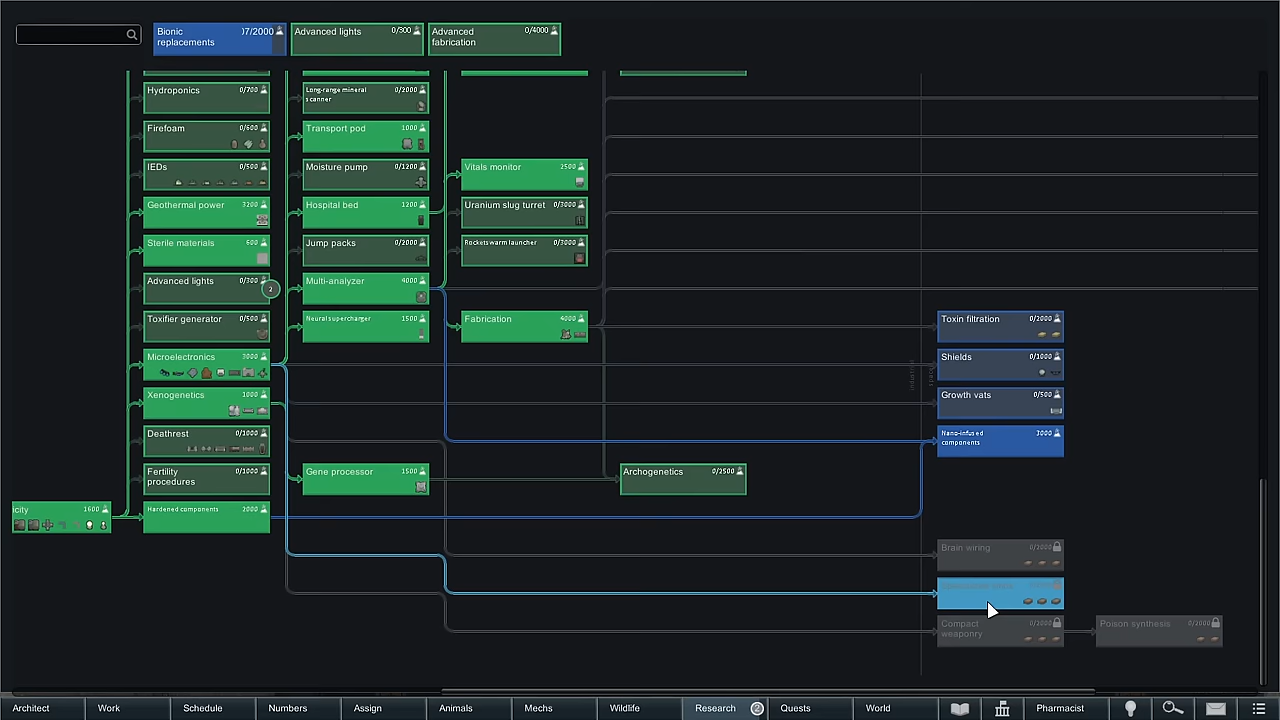 Bionic
replacements
)7/2000
Advanced lights
0/300
Advanced
fabrication
0/4000
Hydroponics
0/700
Long-range mineral
scanner
0/2000
Firefoam
0/600
Transport pod
1000
IEDs
0/500
Moisture pump
0/1200
Vitals monitor
2500
Geothermal power
3200
Hospital bed
1200
Uranium slug turret
0/3000
Sterile materials
600
Jump packs
0/2000
Rocketswarm launcher
0/3000
Advanced lights
0/300
2
Multi-analyzer
4000
Toxifier generator
0/500
Neural supercharger
1500
Fabrication
4000
Toxin filtration
0/2000
Microelectronics
3000
Shields
0/1000
Xenogenetics
1000
Growth vats
0/500
Deathrest
0/1000
Nano-infused
components
3000
Fertility
procedures
0/1000
Gene processor
1500
Archogenetics
0/2500
icity
1600
Hardened components
2000
Brain wiring
0/2000
Compact
weaponry
0/2000
Poison synthesis
0/2000
Architect
Work
Schedule
Numbers
Assign
Animals
Mechs
Wildlife
Research
2
Quests
World
Pharmacist